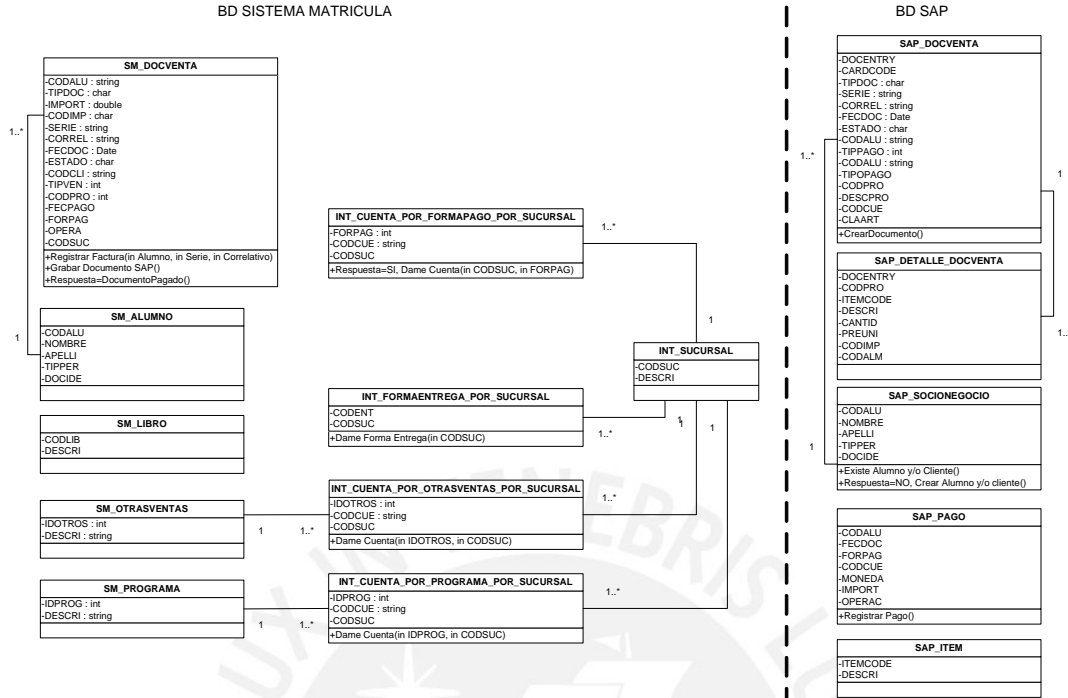 BD SISTEMA MATRICULA
BD SAP
SM_DOCVENTA
-CODALU : string
-TIPDOC : char
-IMPORT : double
-CODIMP : char
-SERIE : string
-CORREL : string
-FECDOC : Date
-ESTADO : char
-CODCLI : string
-TIPVEN : int
-CODPRO : int
-FECPAGO
-FORPAG
-OPERA
-CODSUC
+Registrar Factura(in Alumno, in Serie, in Correlativo)
+Grabar Documento SAP()
+Respuesta=DocumentoPagado()
1..*
1
SM_ALUMNO
-CODALU
-NOMBRE
-APELLI
-TIPPER
-DOCIDE
SM_LIBRO
-CODLIB
-DESCRI
SM_OTRASVENTAS
-IDOTROS : int
-DESCRI : string
1
1..*
SM_PROGRAMA
-IDPROG : int
-DESCRI : string
1
1..*
INT_CUENTA_POR_FORMAPAGO_POR_SUCURSAL
-FORPAG : int
-CODCUE : string
-CODSUC
+Respuesta=SI, Dame Cuenta(in CODSUC, in FORPAG)
1..*
1
INT_SUCURSAL
-CODSUC
-DESCRI
INT_FORMAENTREGA_POR_SUCURSAL
-CODENT
-CODSUC
+Dame Forma Entrega(in CODSUC)
1..*
1
1
1
INT_CUENTA_POR_OTRASVENTAS_POR_SUCURSAL
-IDOTROS : int
-CODCUE : string
-CODSUC
+Dame Cuenta(in IDOTROS, in CODSUC)
1..*
INT_CUENTA_POR_PROGRAMA_POR_SUCURSAL
-IDPROG : int
-CODCUE : string
-CODSUC
+Dame Cuenta(in IDPROG, in CODSUC)
1..*
SAP_DOCVENTA
-DOCENTRY
-CARDCODE
-TIPDOC : char
-SERIE : string
-CORREL : string
-FECDOC : Date
-ESTADO : char
-CODALU : string
-TIPPAGO : int
-CODALU : string
-TIPOPAGO
-CODPRO
-DESCPRO
-CODCUE
-CLAART
+CrearDocumento()
1..*
1
SAP_DETALLE_DOCVENTA
-DOCENTRY
-CODPRO
-ITEMCODE
-DESCRI
-CANTID
-PREUNI
-CODIMP
-CODALM
1..
SAP_SOCIONEGOCIO
-CODALU
-NOMBRE
-APELLI
-TIPPER
-DOCIDE
+Existe Alumno y/o Cliente()
+Respuesta=NO, Crear Alumno y/o cliente()
1
SAP_PAGO
-CODALU
-FECDOC
-FORPAG
-CODCUE
-MONEDA
-IMPORT
-OPERAC
+Registrar Pago()
SAP_ITEM
-ITEMCODE
-DESCRI